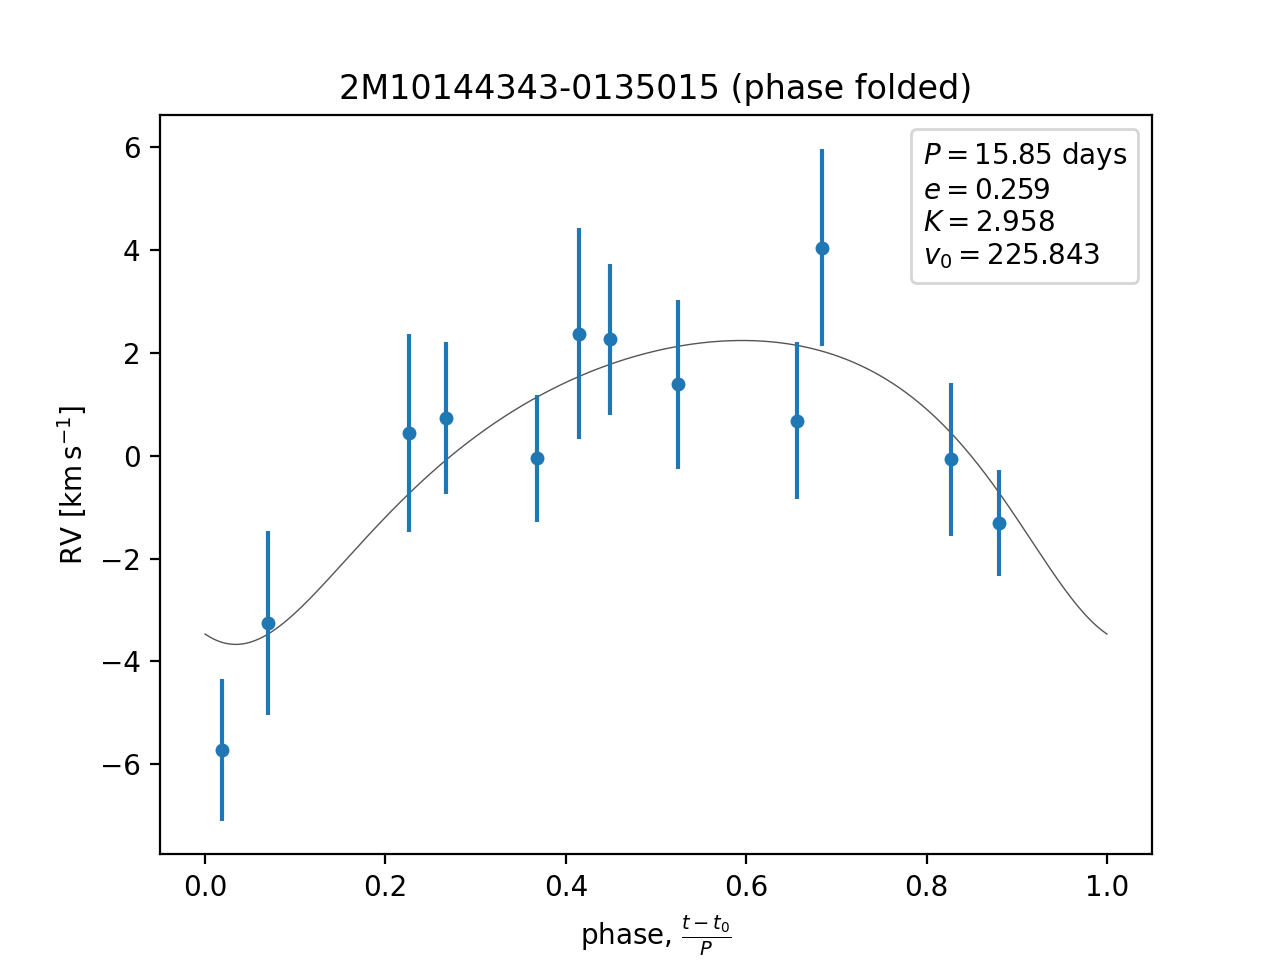 2M10144343-0135015 (phase folded)
P = 15.85 days
e = 0.259
K = 2.958
v₀ = 225.843
6
4
2
0
−2
−4
−6
RV [km s⁻¹]
0.0 0.2 0.4 0.6 0.8 1.0
phase, (t − t₀)/P